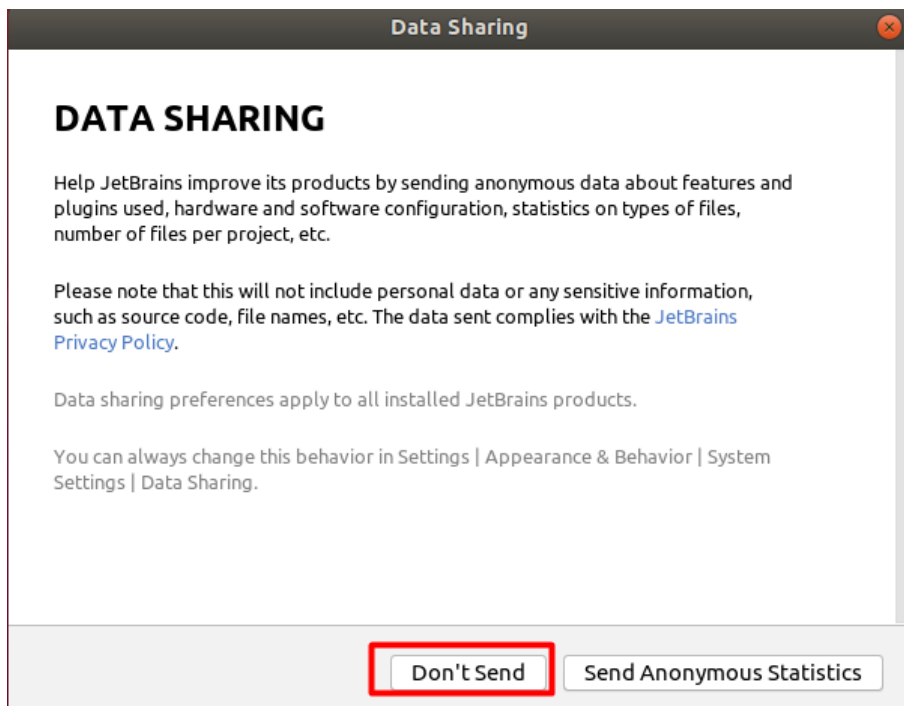 Data Sharing
DATA SHARING
Help JetBrains improve its products by sending anonymous data about features and
plugins used, hardware and software configuration, statistics on types of files,
number of files per project, etc.
Please note that this will not include personal data or any sensitive information,
such as source code, file names, etc. The data sent complies with the JetBrains
Privacy Policy.
Data sharing preferences apply to all installed JetBrains products.
You can always change this behavior in Settings | Appearance & Behavior | System
Settings | Data Sharing.
Don't Send
Send Anonymous Statistics